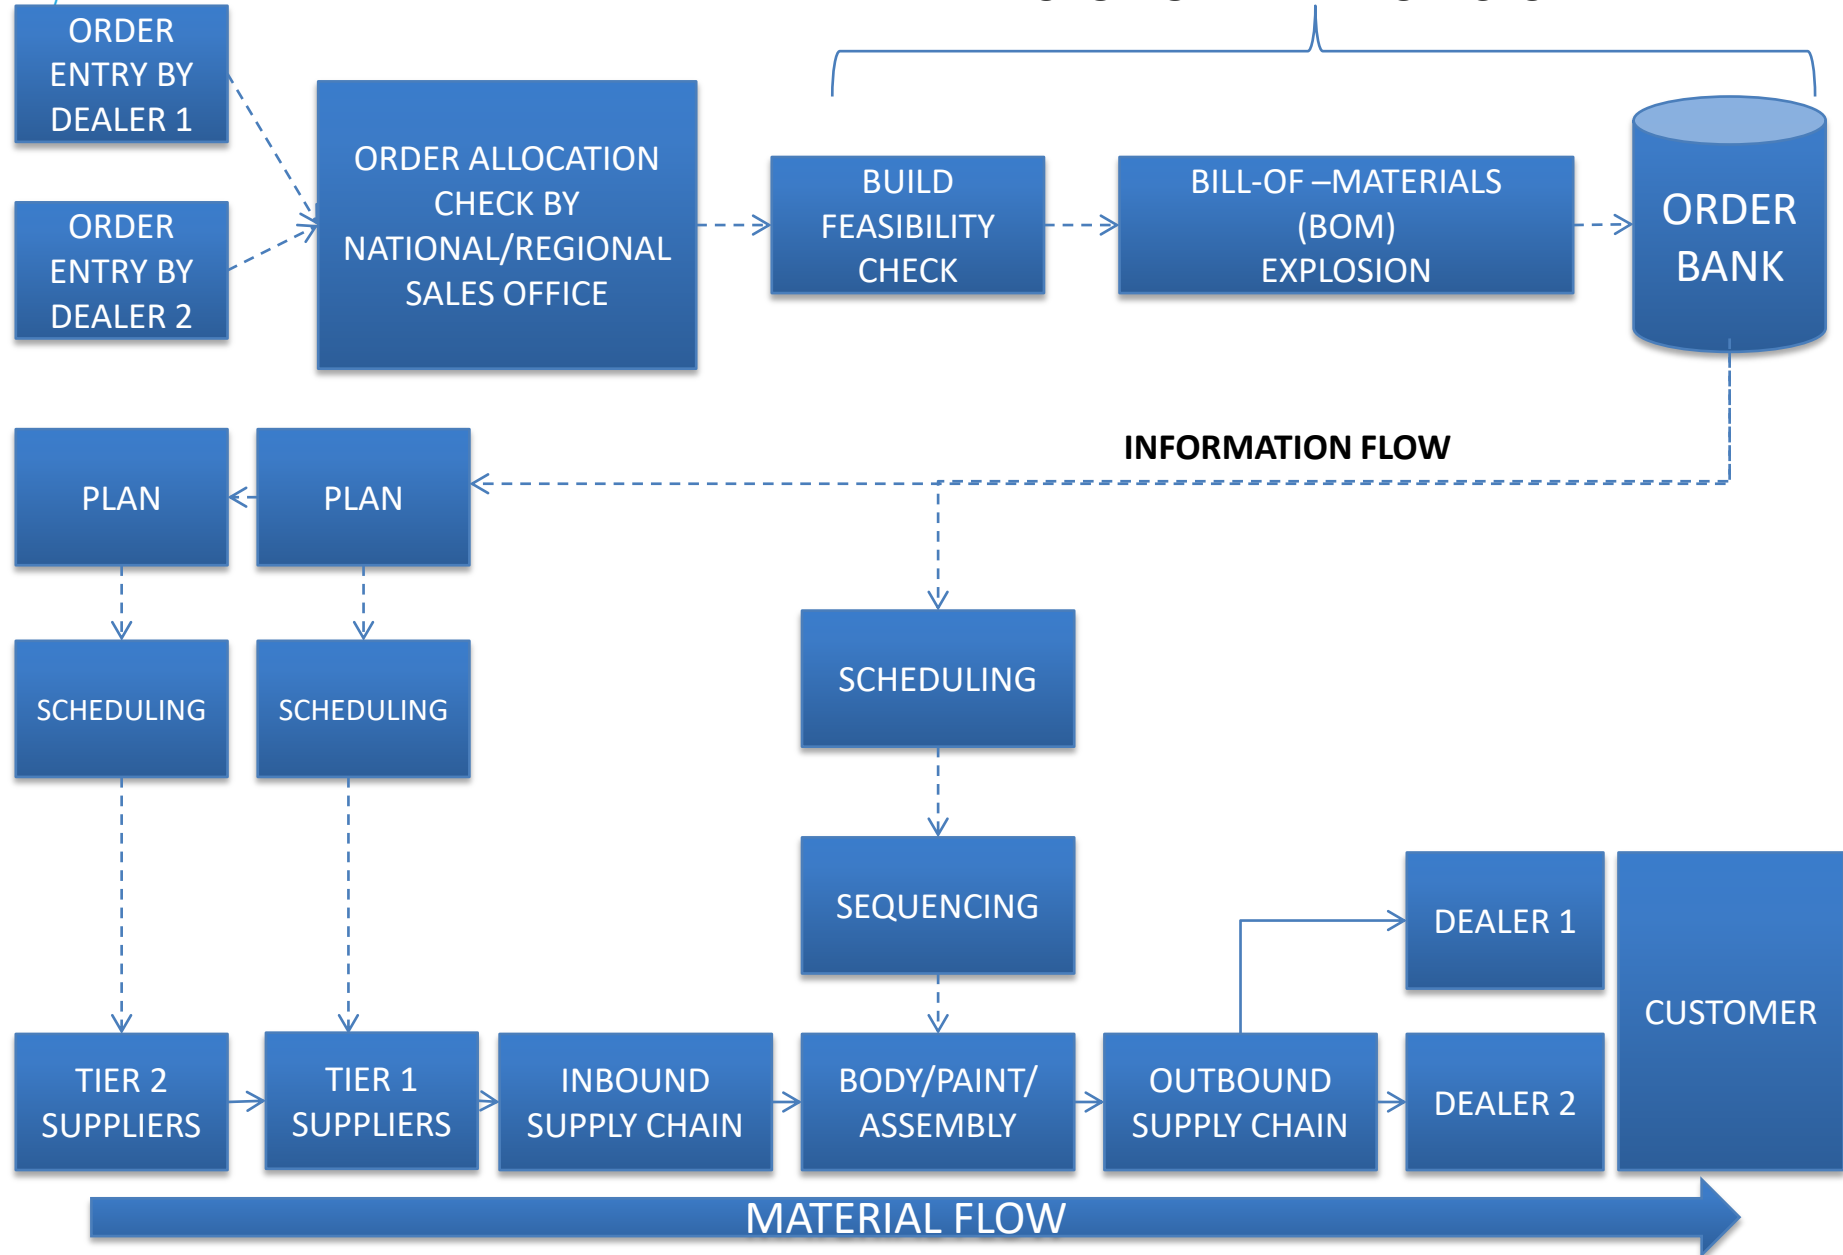 ORDER
ENTRY BY
DEALER 1
ORDER ALLOCATION
CHECK BY
NATIONAL/REGIONAL
SALES OFFICE
BUILD
FEASIBILITY
CHECK
BILL-OF –MATERIALS
(BOM)
EXPLOSION
ORDER
BANK
ORDER
ENTRY BY
DEALER 2
INFORMATION FLOW
PLAN
PLAN
SCHEDULING
SCHEDULING
SCHEDULING
SEQUENCING
DEALER 1
CUSTOMER
TIER 2
SUPPLIERS
TIER 1
SUPPLIERS
INBOUND
SUPPLY CHAIN
BODY/PAINT/
ASSEMBLY
OUTBOUND
SUPPLY CHAIN
DEALER 2
MATERIAL FLOW